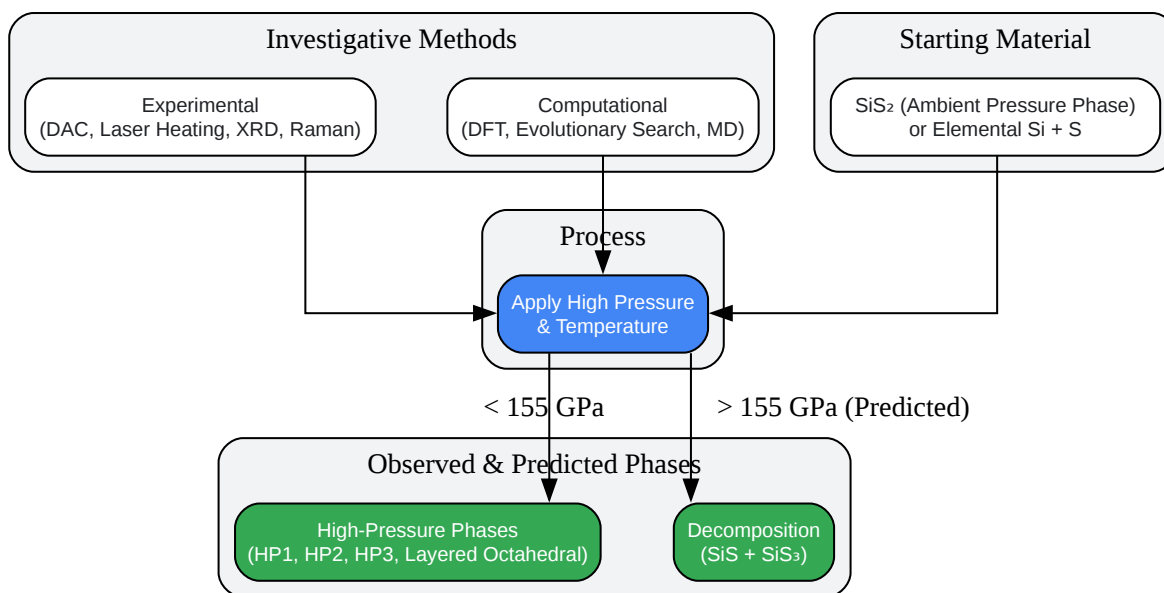 Investigative Methods
Starting Material
Experimental
(DAC, Laser Heating, XRD, Raman)
Computational
(DFT, Evolutionary Search, MD)
SiS₂ (Ambient Pressure Phase)
or Elemental Si + S
Process
Apply High Pressure
& Temperature
< 155 GPa
> 155 GPa (Predicted)
Observed & Predicted Phases
High-Pressure Phases
(HP1, HP2, HP3, Layered Octahedral)
Decomposition
(SiS + SiS₃)